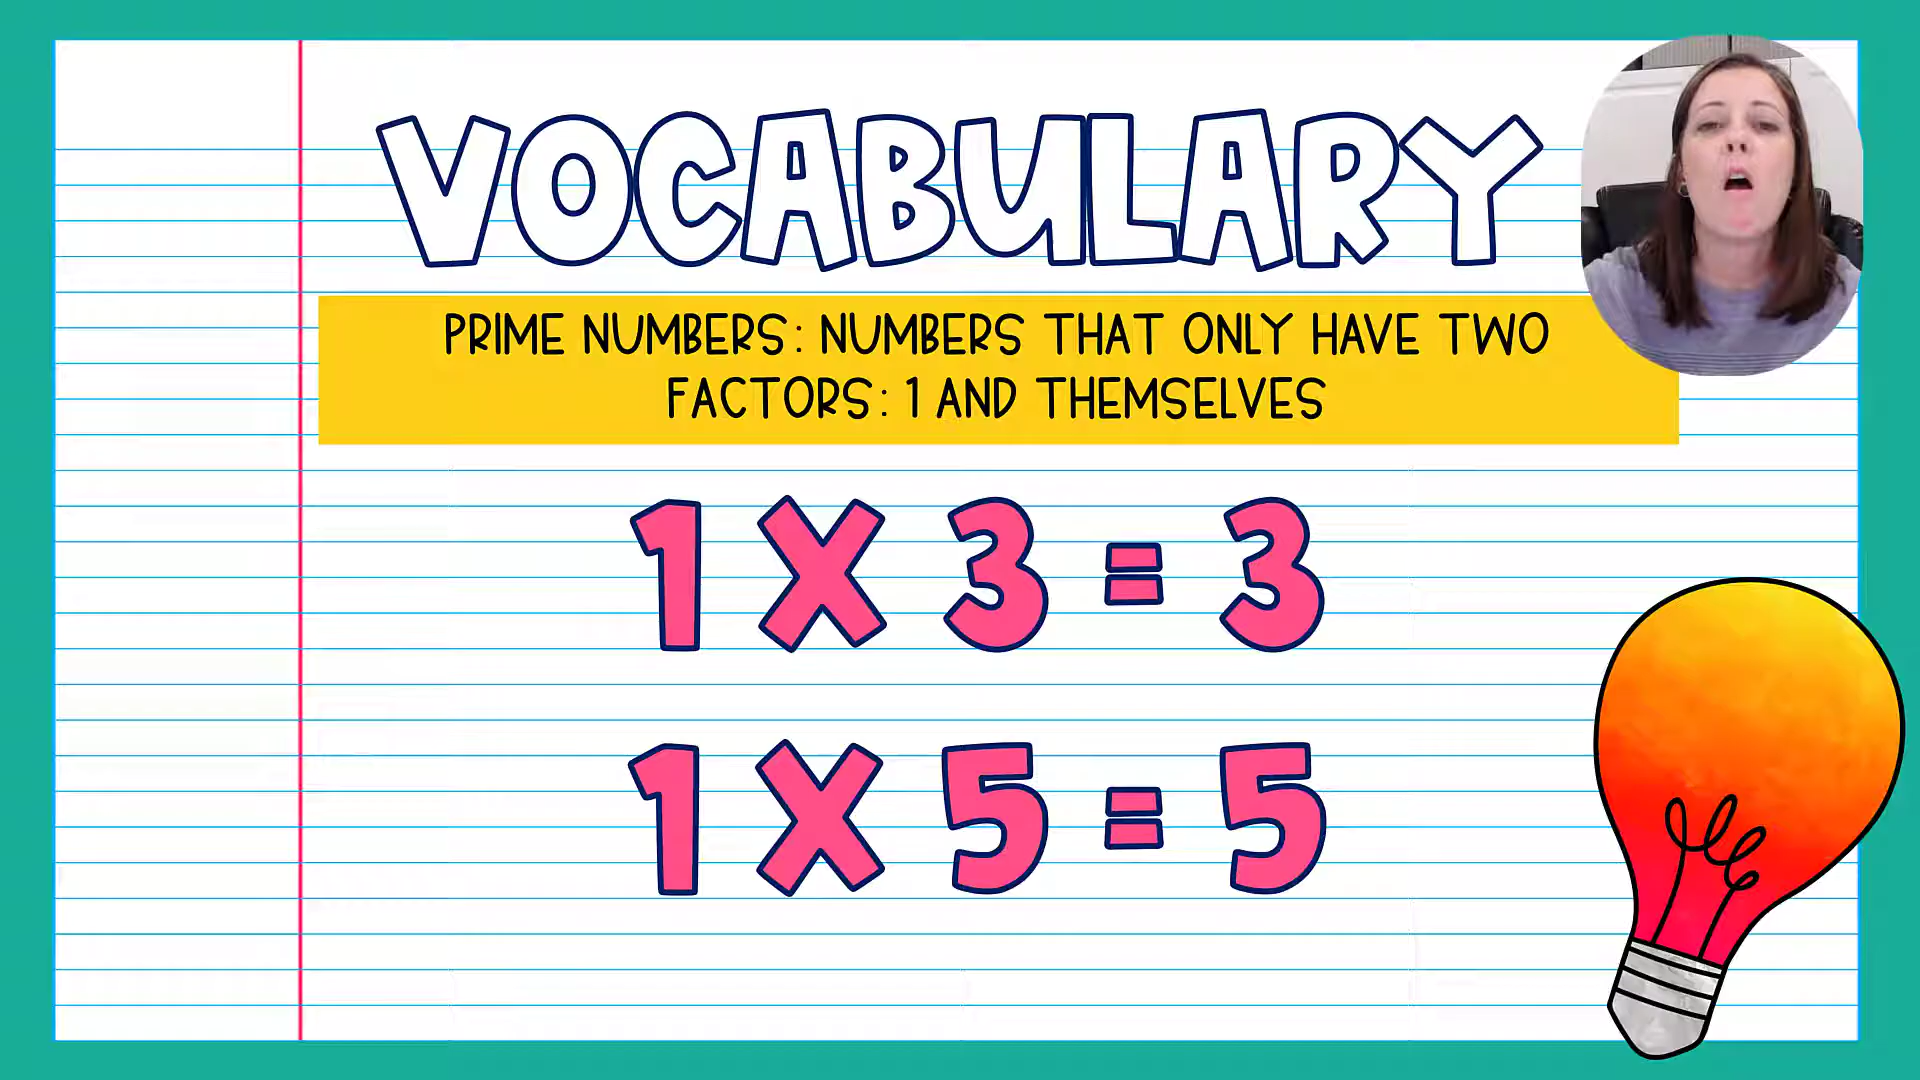 VOCABULARY
PRIME NUMBERS: NUMBERS THAT ONLY HAVE TWO
FACTORS: 1 AND THEMSELVES
1 X 3 = 3
1 X 5 = 5